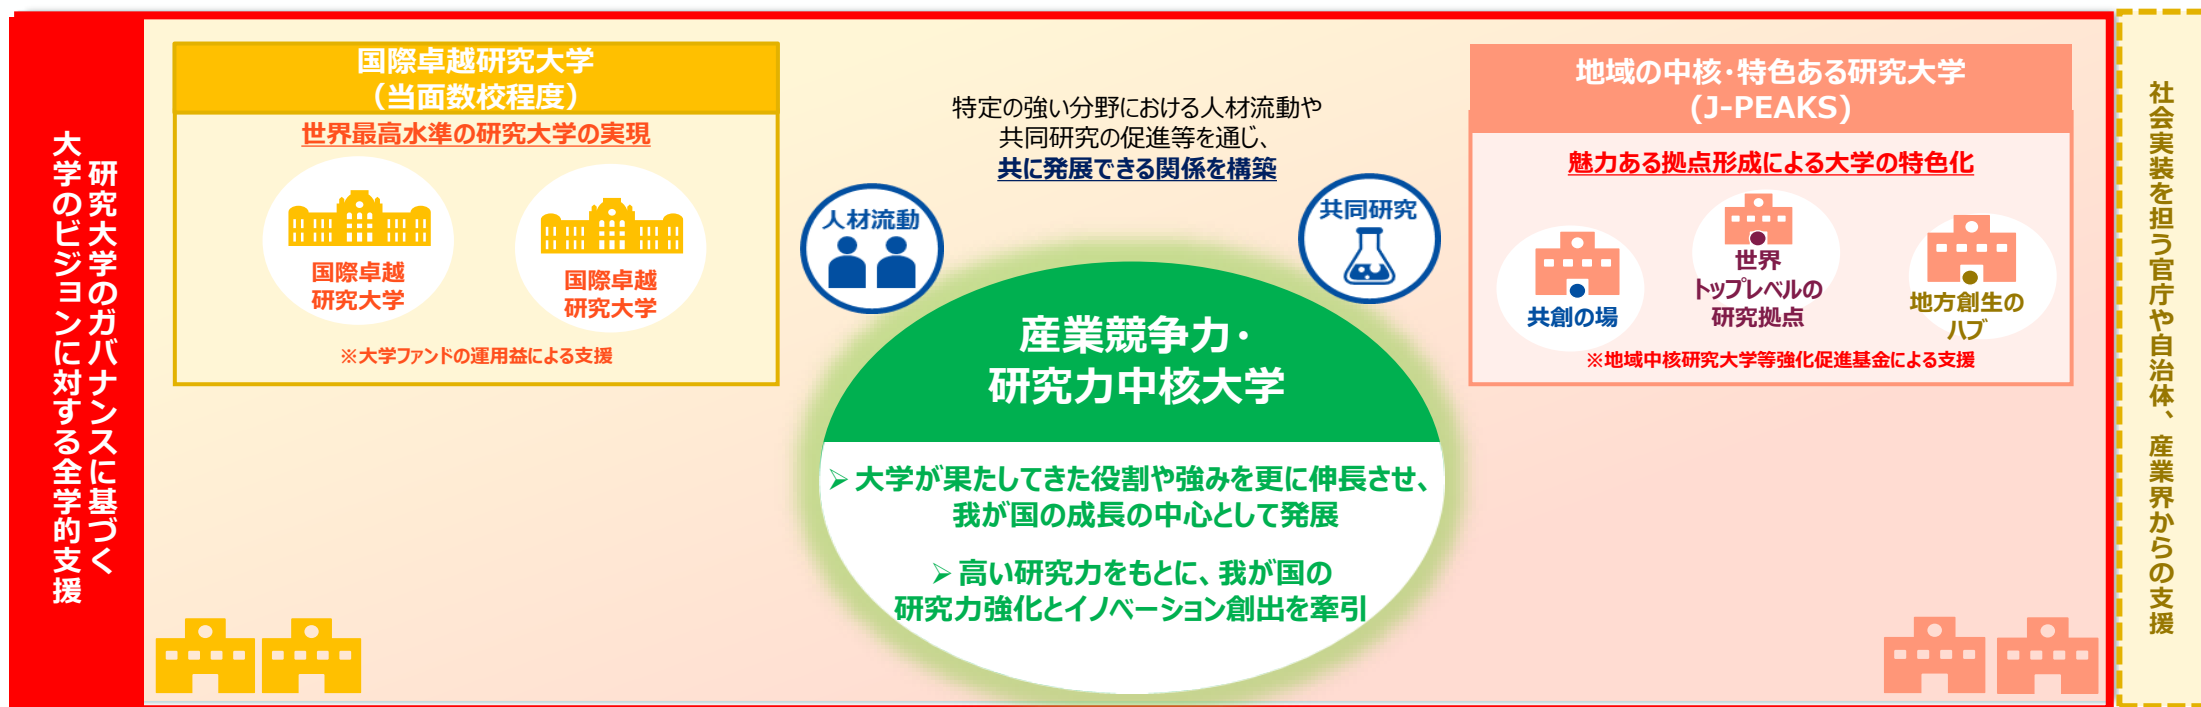 研究大学のガバナンスに基づく
大学のビジョンに対する全学的支援
国際卓越研究大学
（当面数校程度）
世界最高水準の研究大学の実現
国際卓越
研究大学
国際卓越
研究大学
※大学ファンドの運用益による支援
特定の強い分野における人材流動や
共同研究の促進等を通じ、
共に発展できる関係を構築
人材流動
共同研究
産業競争力・
研究力中核大学
➢ 大学が果たしてきた役割や強みを更に伸長させ、
我が国の成長の中心として発展
➢ 高い研究力をもとに、我が国の
研究力強化とイノベーション創出を牽引
地域の中核・特色ある研究大学
(J-PEAKS)
魅力ある拠点形成による大学の特色化
共創の場
世界
トップレベルの
研究拠点
地方創生の
ハブ
※地域中核研究大学等強化促進基金による支援
社会実装を担う官庁や自治体、産業界からの支援